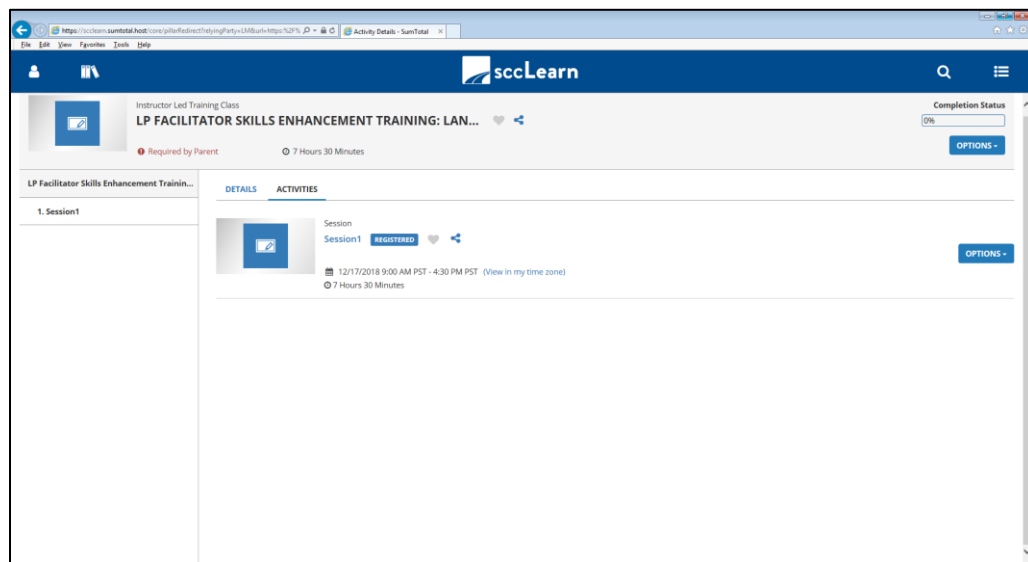 https://scclearn.sumtotal.host/core/pillarRedirect?relyingParty=LM&url=https:%2F%
Activity Details - SumTotal
File Edit View Favorites Tools Help
sccLearn
Instructor Led Training Class
LP FACILITATOR SKILLS ENHANCEMENT TRAINING: LAN...
Required by Parent 7 Hours 30 Minutes
Completion Status
0%
OPTIONS
LP Facilitator Skills Enhancement Trainin...
1. Session1
DETAILS ACTIVITIES
Session
Session1 REGISTERED
12/17/2018 9:00 AM PST - 4:30 PM PST (View in my time zone)
7 Hours 30 Minutes
OPTIONS